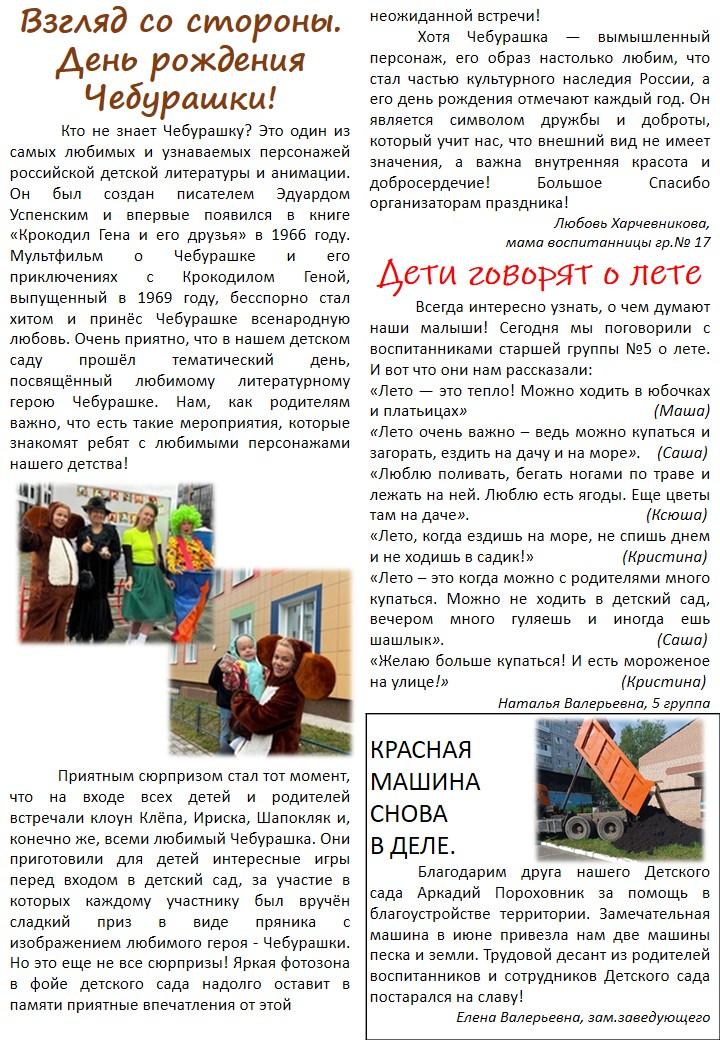 Взгляд со стороны.
День рождения
Чебурашки!
Кто не знает Чебурашку? Это один из
самых любимых и узнаваемых персонажей
российской детской литературы и анимации.
Он был создан писателем Эдуардом
Успенским и впервые появился в книге
«Крокодил Гена и его друзья» в 1966 году.
Мультфильм о Чебурашке и его
приключениях с Крокодилом Геной,
выпущенный в 1969 году, бесспорно стал
хитом и принёс Чебурашке всенародную
любовь. Очень приятно, что в нашем детском
саду прошёл тематический день,
посвящённый любимому литературному
герою Чебурашке. Нам, как родителям
важно, что есть такие мероприятия, которые
знакомят ребят с любимыми персонажами
нашего детства!
Приятным сюрпризом стал тот момент,
что на входе всех детей и родителей
встречали клоун Клёпа, Ириска, Шапокляк и,
конечно же, всеми любимый Чебурашка. Они
приготовили для детей интересные игры
перед входом в детский сад, за участие в
которых каждому участнику был вручён
сладкий приз в виде пряника с
изображением любимого героя - Чебурашки.
Но это еще не все сюрпризы! Яркая фотозона
в фойе детского сада надолго оставит в
памяти приятные впечатления от этой
неожиданной встречи!
Хотя Чебурашка — вымышленный
персонаж, его образ настолько любим, что
стал частью культурного наследия России, а
его день рождения отмечают каждый год. Он
является символом дружбы и доброты,
который учит нас, что внешний вид не имеет
значения, а важна внутренняя красота и
добросердечие! Большое Спасибо
организаторам праздника!
Любовь Харчевникова,
мама воспитанницы гр.№ 17
Дети говорят о лете
Всегда интересно узнать, о чем думают
наши малыши! Сегодня мы поговорили с
воспитанниками старшей группы №5 о лете.
И вот что они нам рассказали:
«Лето — это тепло! Можно ходить в юбочках
и платьицах» (Маша)
«Лето очень важно – ведь можно купаться и
загорать, ездить на дачу и на море». (Саша)
«Люблю поливать, бегать ногами по траве и
лежать на ней. Люблю есть ягоды. Еще цветы
там на даче». (Ксюша)
«Лето, когда ездишь на море, не спишь днем
и не ходишь в садик!» (Кристина)
«Лето – это когда можно с родителями много
купаться. Можно не ходить в детский сад,
вечером много гуляешь и иногда ешь
шашлык». (Саша)
«Желаю больше купаться! И есть мороженое
на улице!» (Кристина)
Наталья Валерьевна, 5 группа
КРАСНАЯ
МАШИНА
СНОВА
В ДЕЛЕ.
Благодарим друга нашего Детского
сада Аркадий Пороховник за помощь в
благоустройстве территории. Замечательная
машина в июне привезла нам две машины
песка и земли. Трудовой десант из родителей
воспитанников и сотрудников Детского сада
постарался на славу!
Елена Валерьевна, зам.заведующего